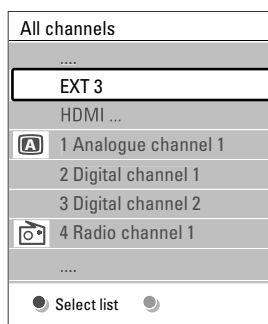 All channels
....
EXT 3
HDMI ...
A 1 Analogue channel 1
2 Digital channel 1
3 Digital channel 2
4 Radio channel 1
....
Select list